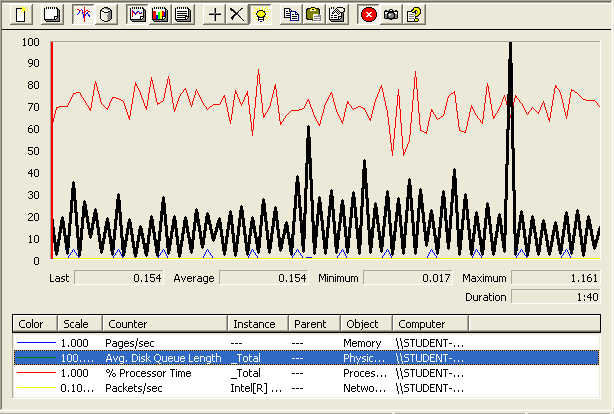 100
90
80
70
60
50
40
30
20
10
0
Last 0.154 Average 0.154 Minimum 0.017 Maximum 1.161
Duration 1:40
Color Scale Counter Instance Parent Object Computer
1.000 Pages/sec --- --- Memory \\STUDENT-...
100.... Avg. Disk Queue Length _Total --- Physic... \\STUDENT-...
1.000 % Processor Time _Total --- Proces... \\STUDENT-...
0.10... Packets/sec Intel[R] ... --- Netwo... \\STUDENT-...